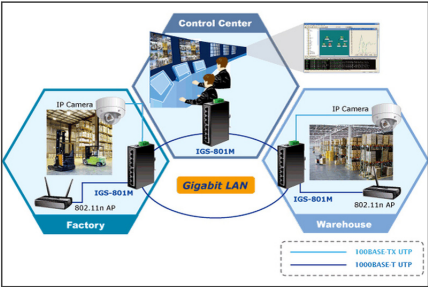 Control Center
IP Camera
IP Camera
IGS-801M
IGS-801M
Gigabit LAN
IGS-801M
802.11n AP
802.11n AP
Factory
Warehouse
100BASE-TX UTP
1000BASE-T UTP